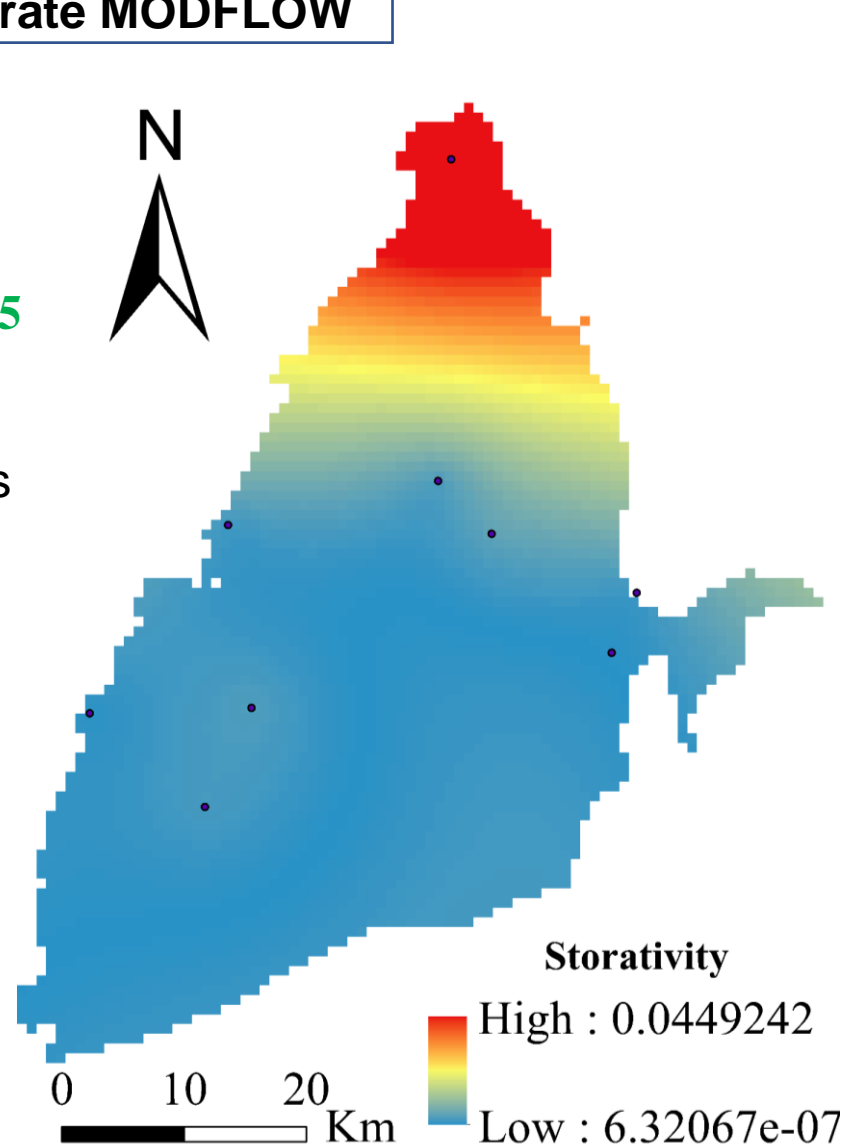 rate MODFLOW
N
5
s
Storativity
High : 0.0449242
Low : 6.32067e-07
0 10 20
Km